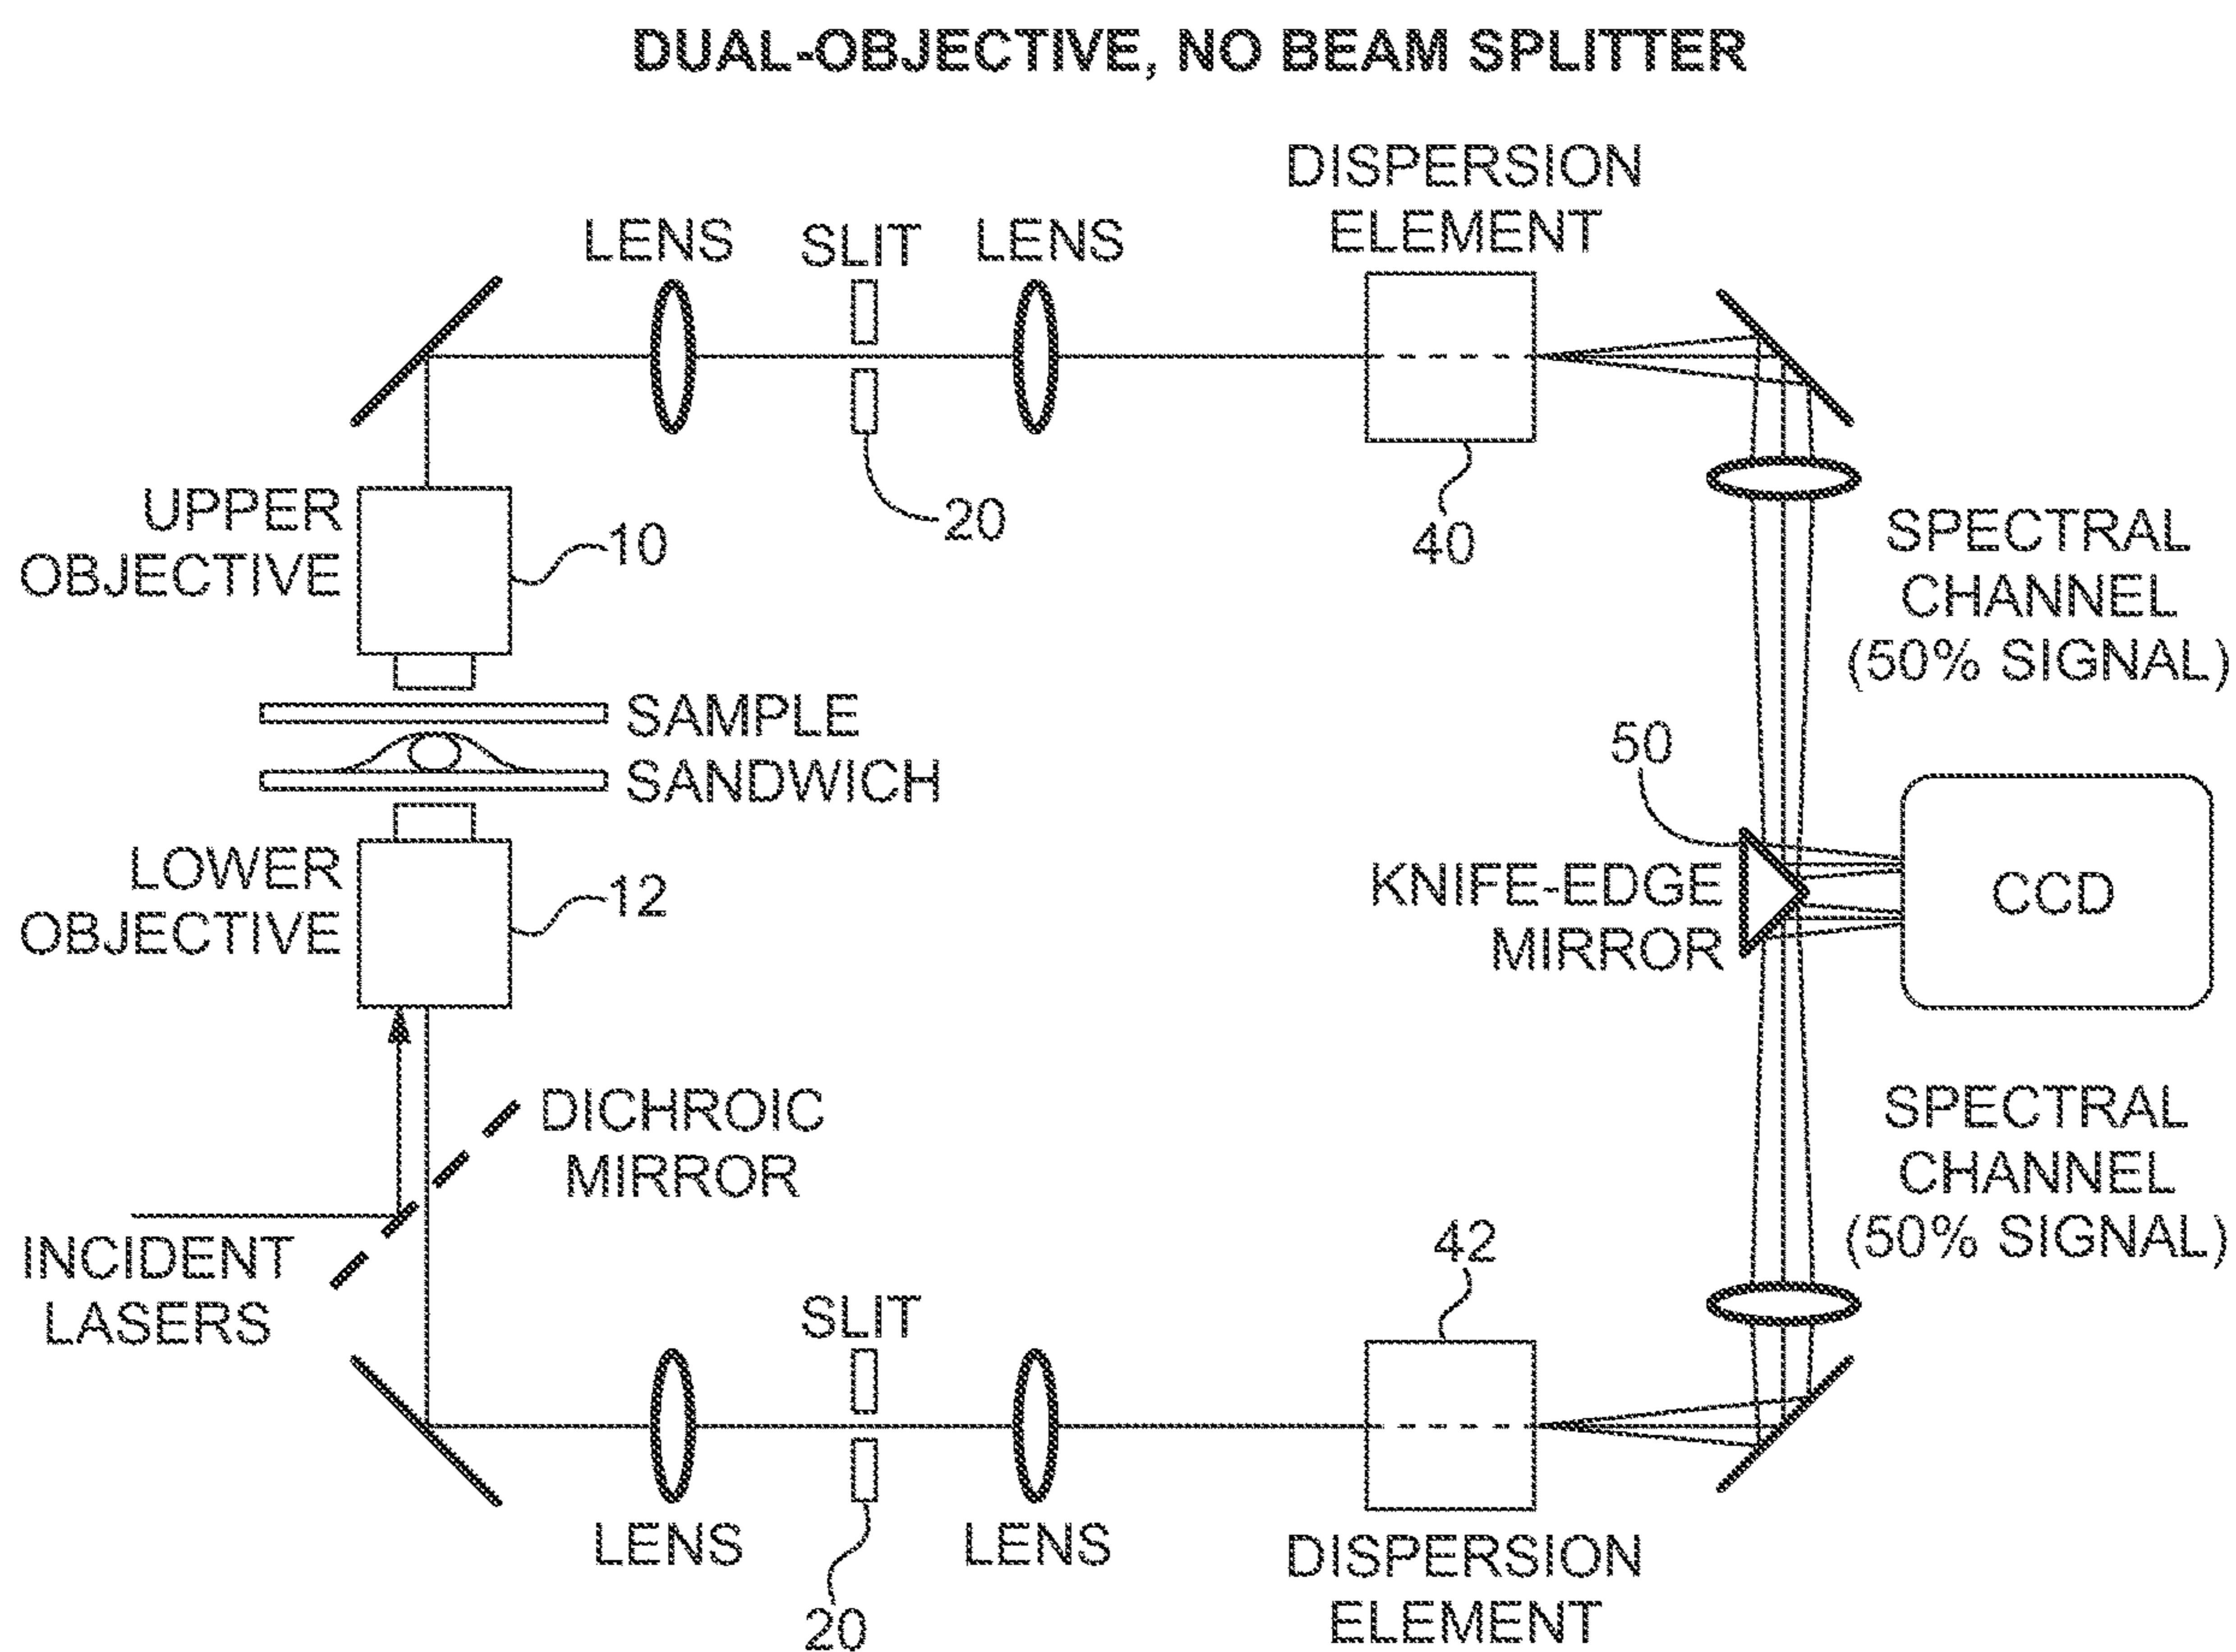 DUAL-OBJECTIVE, NO BEAM SPLITTER
DISPERSION
ELEMENT
LENS
SLIT
LENS
20
40
UPPER
OBJECTIVE
10
SPECTRAL
CHANNEL
(50% SIGNAL)
SAMPLE
SANDWICH
50
KNIFE-EDGE
MIRROR
CCD
LOWER
OBJECTIVE
12
DICHROIC
MIRROR
INCIDENT
LASERS
SPECTRAL
CHANNEL
(50% SIGNAL)
42
SLIT
LENS
LENS
20
DISPERSION
ELEMENT